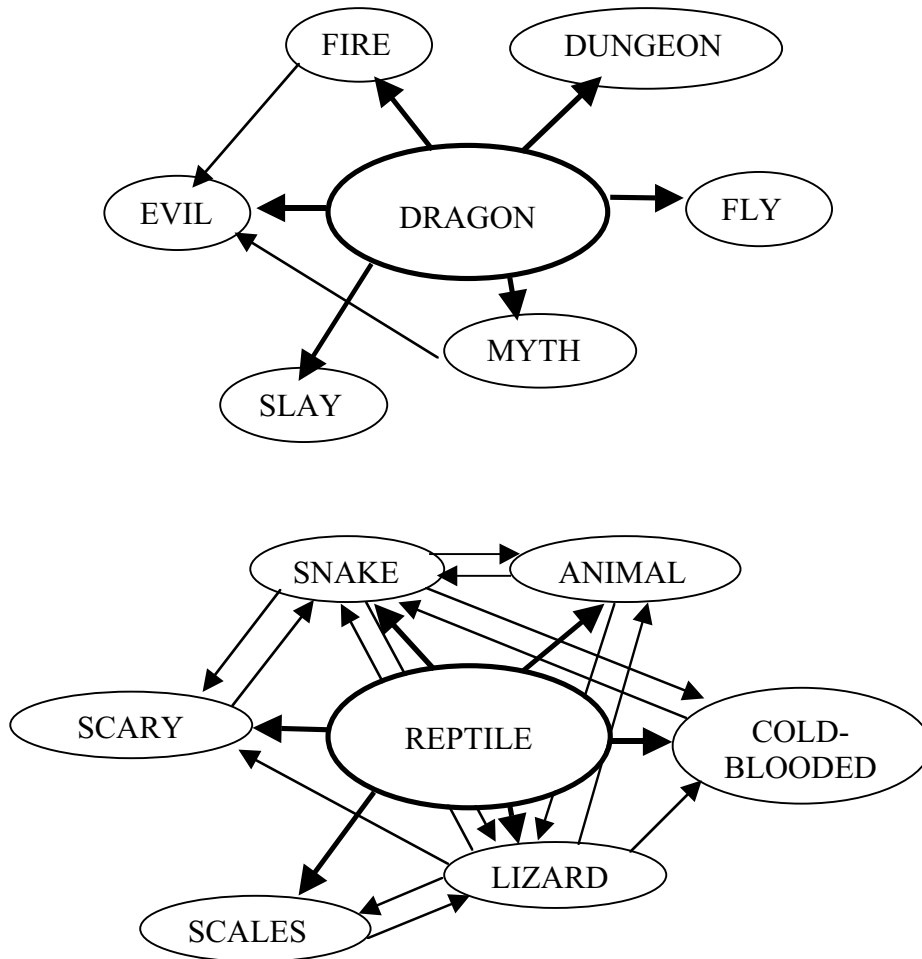 FIRE
DUNGEON
EVIL
DRAGON
FLY
MYTH
SLAY
SNAKE
ANIMAL
SCARY
REPTILE
COLD-
BLOODED
LIZARD
SCALES